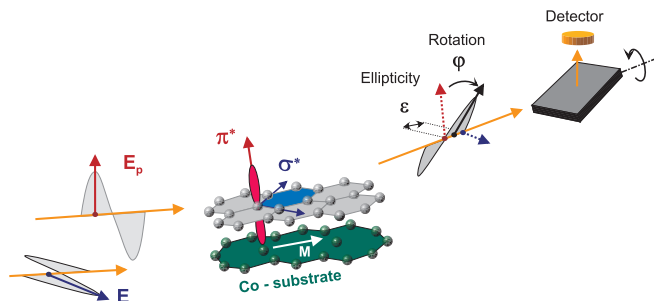 Detector
Rotation
φ
Ellipticity
ε
π*
σ*
Eₚ
M
E
Co - substrate